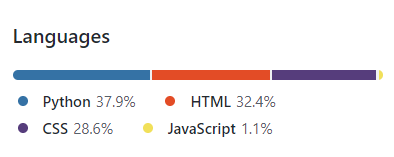 Languages
Python 37.9% HTML 32.4%
CSS 28.6% JavaScript 1.1%